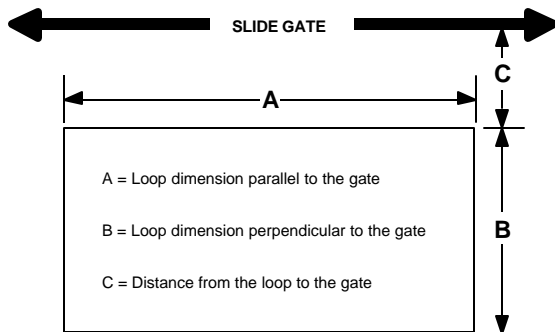 SLIDE GATE
C
A
A = Loop dimension parallel to the gate
B = Loop dimension perpendicular to the gate
B
C = Distance from the loop to the gate